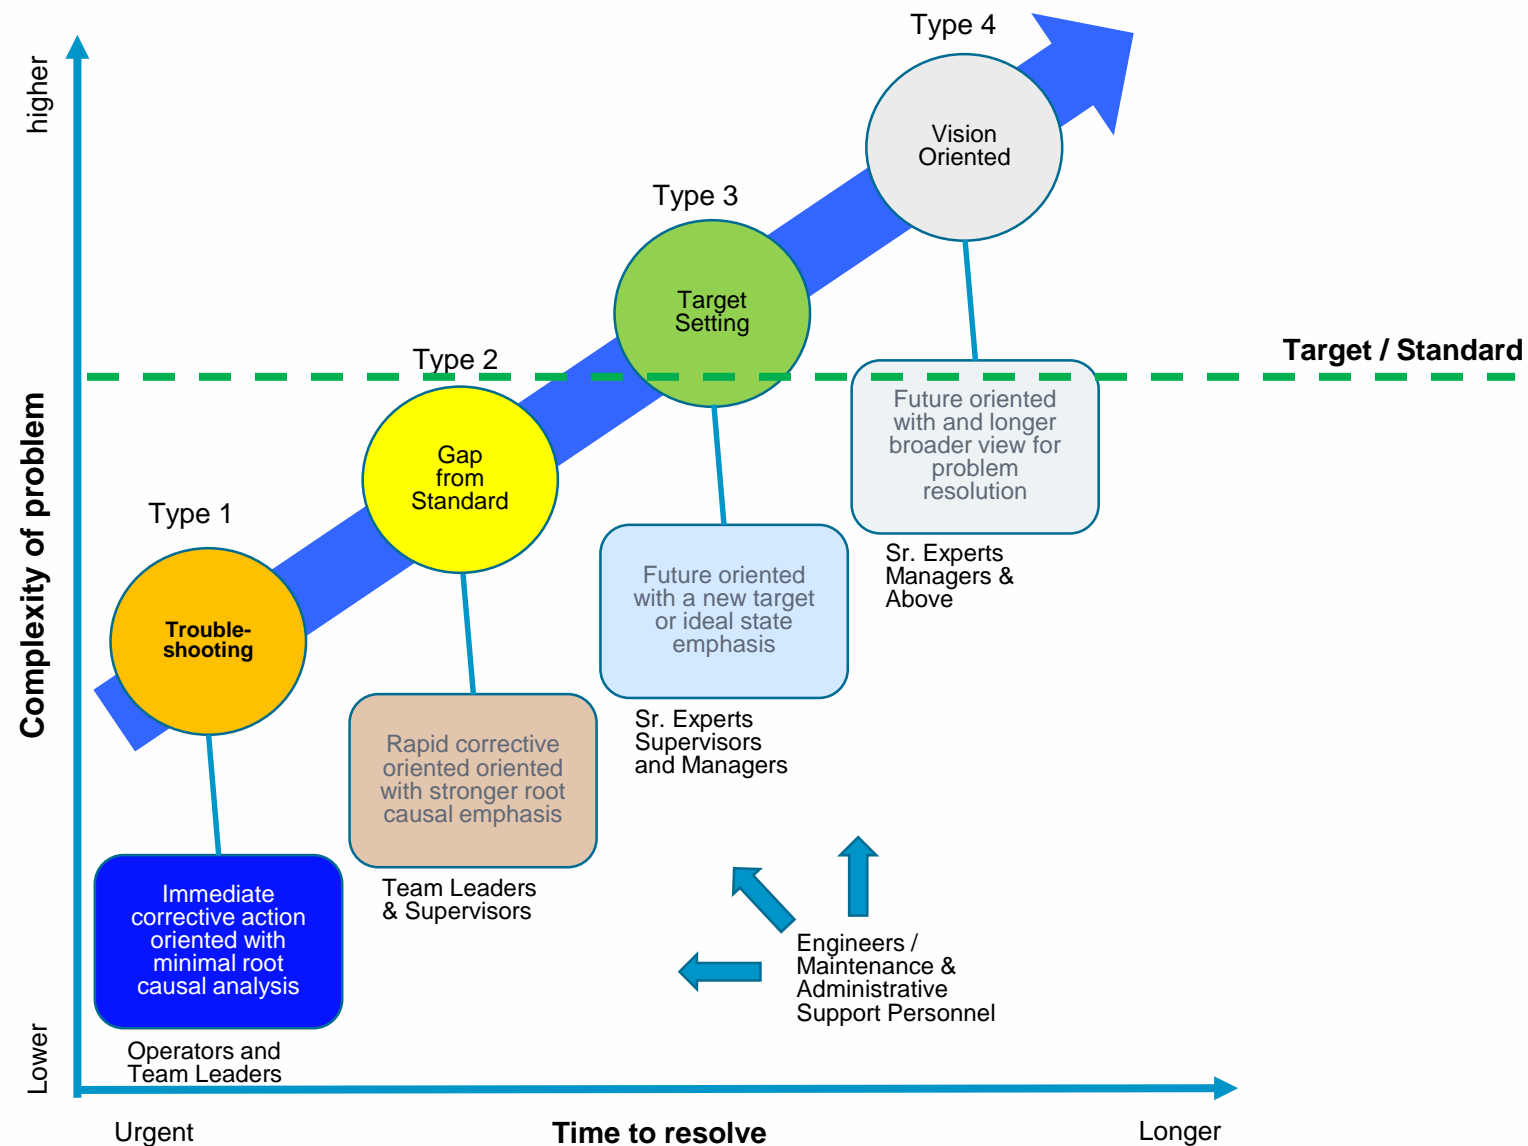 Type 4
higher
Vision
Oriented
Type 3
Target
Setting
Target / Standard
Type 2
Future oriented
with and longer
broader view for
problem
resolution
Gap
from
Standard
Type 1
Complexity of problem
Sr. Experts
Managers &
Above
Future oriented
with a new target
or ideal state
emphasis
Trouble-
shooting
Sr. Experts
Supervisors
and Managers
Rapid corrective
oriented oriented
with stronger root
causal emphasis
Team Leaders
& Supervisors
Immediate
corrective action
oriented with
minimal root
causal analysis
Engineers /
Maintenance &
Administrative
Support Personnel
Lower
Operators and
Team Leaders
Urgent
Time to resolve
Longer